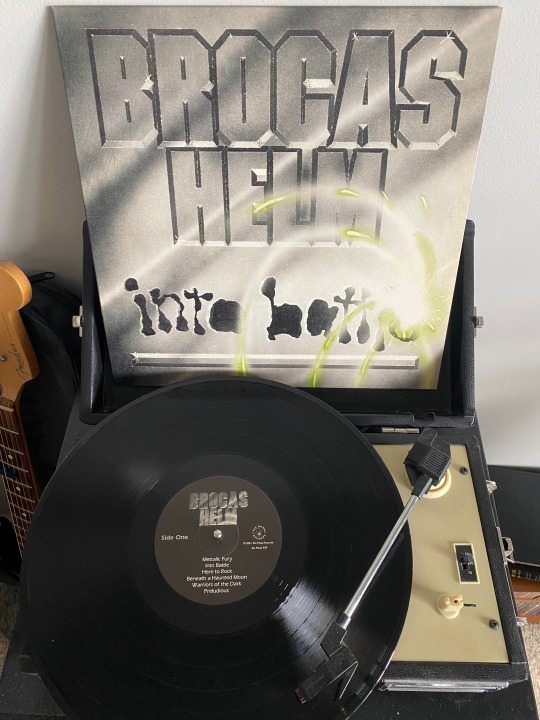 BROCAS
HELM
into battle
Fender
BROCAS
HELM
Side One
Metallic Fury
Into Battle
Here to Rock
Beneath a Haunted Moon
Warriors of the Dark
Preludious